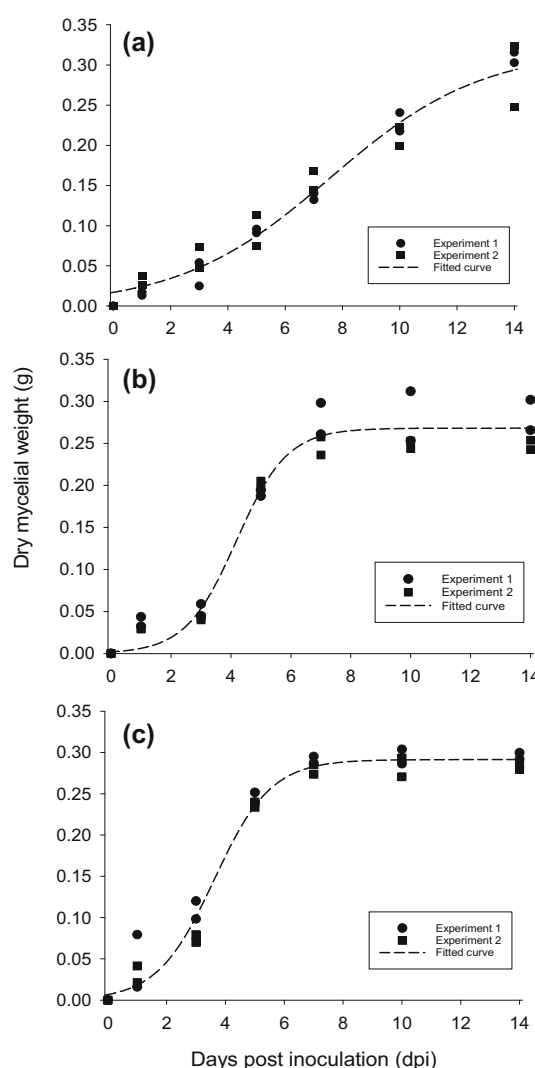 (a)
0.35
0.30
0.25
0.20
0.15
0.10
0.05
0.00
Experiment 1
Experiment 2
Fitted curve
0 2 4 6 8 10 12 14
Dry mycelial weight (g)
(b)
0.35
0.30
0.25
0.20
0.15
0.10
0.05
0.00
Experiment 1
Experiment 2
Fitted curve
0 2 4 6 8 10 12 14
(c)
0.35
0.30
0.25
0.20
0.15
0.10
0.05
0.00
Experiment 1
Experiment 2
Fitted curve
0 2 4 6 8 10 12 14
Days post inoculation (dpi)